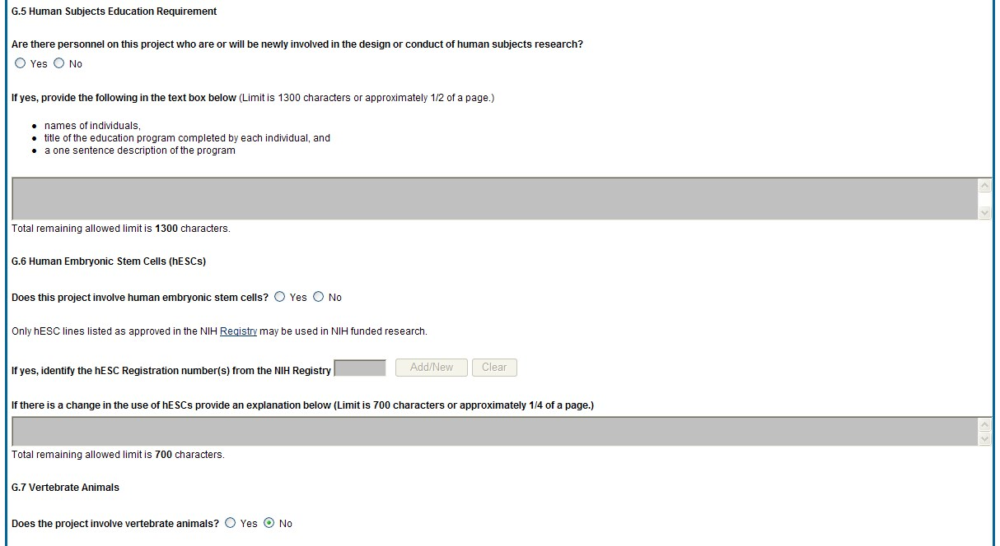 G.5 Human Subjects Education Requirement
Are there personnel on this project who are or will be newly involved in the design or conduct of human subjects research?
Yes No
If yes, provide the following in the text box below (Limit is 1300 characters or approximately 1/2 of a page.)
• names of individuals,
• title of the education program completed by each individual, and
• a one sentence description of the program
Total remaining allowed limit is 1300 characters.
G.6 Human Embryonic Stem Cells (hESCs)
Does this project involve human embryonic stem cells? Yes No
Only hESC lines listed as approved in the NIH Registry may be used in NIH funded research.
If yes, identify the hESC Registration number(s) from the NIH Registry Add/New Clear
If there is a change in the use of hESCs provide an explanation below (Limit is 700 characters or approximately 1/4 of a page.)
Total remaining allowed limit is 700 characters.
G.7 Vertebrate Animals
Does the project involve vertebrate animals? Yes No